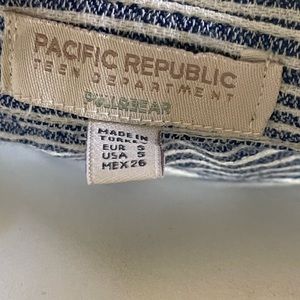 PACIFIC REPUBLIC
TEEN DEPARTMENT
PULL&BEAR
MADE IN
TURKEY
EUR S
USA S
MEX 26